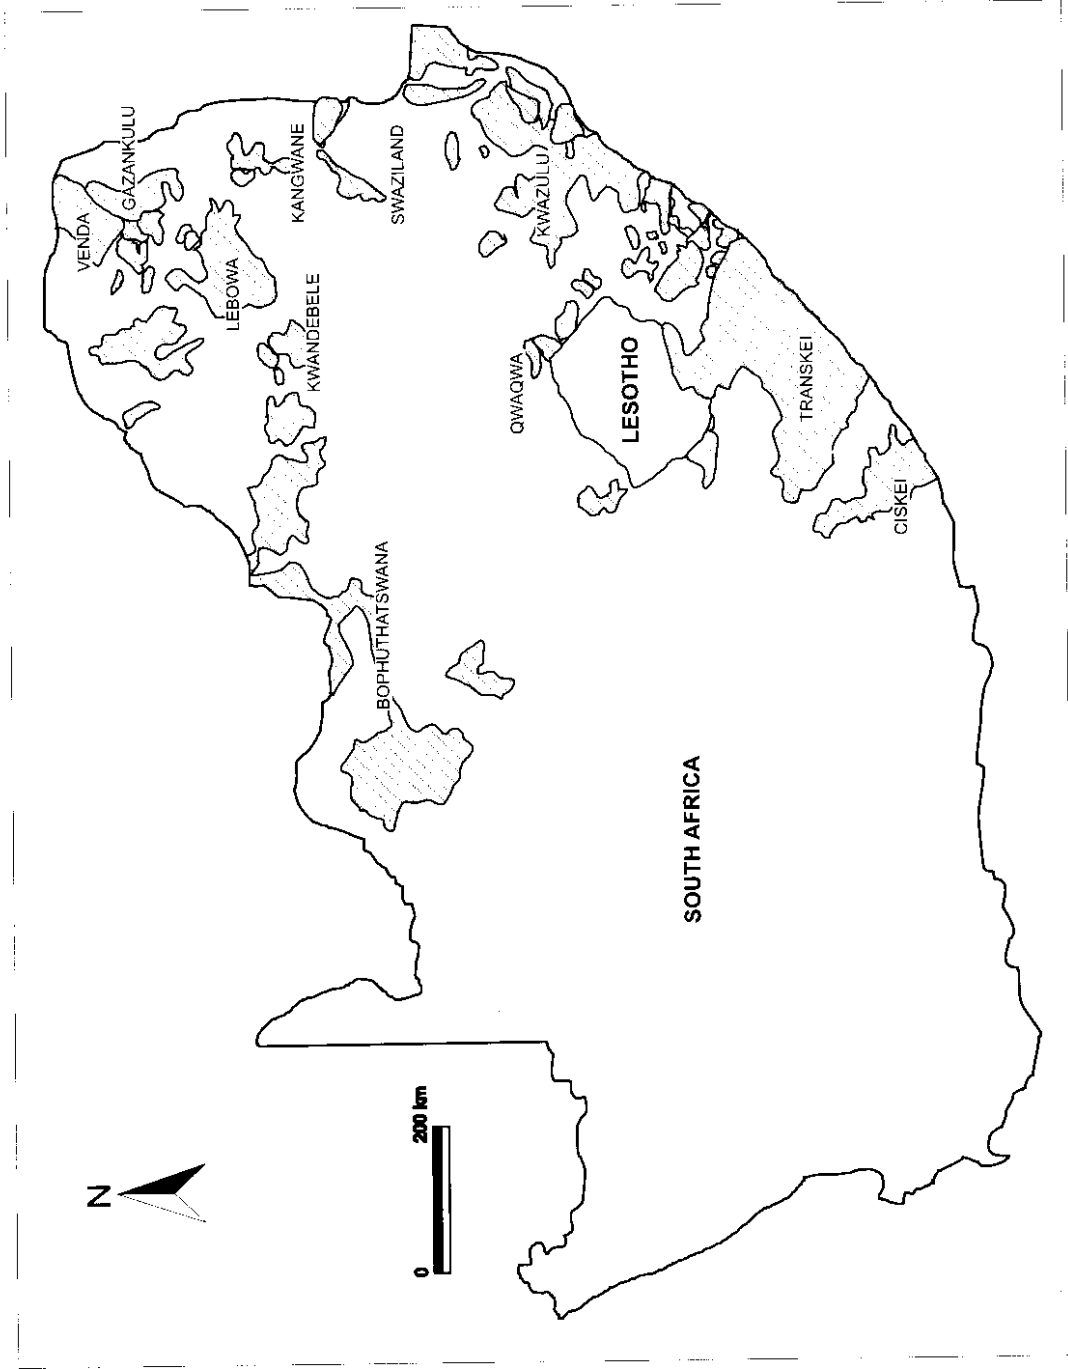 N
0
200 km
VENDA
GAZANKULU
LEBOWA
KANGWANE
KWANDEBELE
SWAZILAND
BOPHUTHATSWANA
QWAQWA
KWAZULU
LESOTHO
SOUTH AFRICA
TRANSKEI
CISKEI